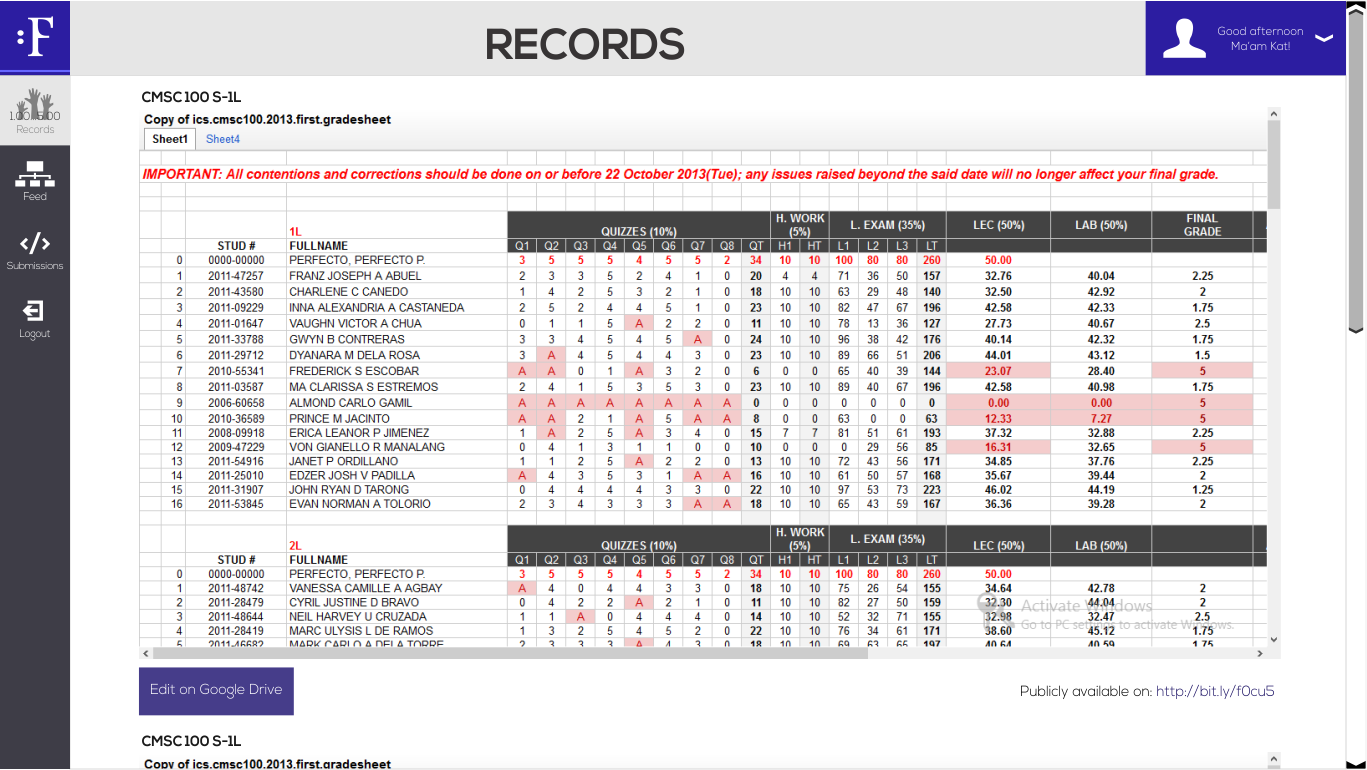 :F
RECORDS
Good afternoon
Ma'am Kat!
1.00/5.00
Records
Feed
</>
Submissions
Logout
CMSC 100 S-1L
Copy of ics.cmsc100.2013.first.gradesheet
Sheet1 Sheet4
IMPORTANT: All contentions and corrections should be done on or before 22 October 2013(Tue); any issues raised beyond the said date will no longer affect your final grade.
1L QUIZZES (10%) H. WORK (5%) L. EXAM (35%) LEC (50%) LAB (50%) FINAL GRADE
STUD # FULLNAME Q1 Q2 Q3 Q4 Q5 Q6 Q7 Q8 QT H1 HT L1 L2 L3 LT
0 0000-00000 PERFECTO, PERFECTO P. 3 5 5 5 4 5 5 2 34 10 10 100 80 80 260 50.00
1 2011-47257 FRANZ JOSEPH A ABUEL 2 3 3 5 2 4 1 0 20 4 4 71 36 50 157 32.76 40.04 2.25
2 2011-43580 CHARLENE C CANEDO 1 4 2 5 3 2 1 0 18 10 10 63 29 48 140 32.50 42.92 2
3 2011-09229 INNA ALEXANDRIA A CASTANEDA 2 5 2 4 4 5 1 0 23 10 10 82 47 67 196 42.58 42.33 1.75
4 2011-01647 VAUGHN VICTOR A CHUA 0 1 1 5 A 2 2 0 11 10 10 78 13 36 127 27.73 40.67 2.5
5 2011-33788 GWYN B CONTRERAS 3 3 4 5 4 5 A 0 24 10 10 96 38 42 176 40.14 42.32 1.75
6 2011-29712 DYANARA M DELA ROSA 3 A 4 5 4 4 3 0 23 10 10 89 66 51 206 44.01 43.12 1.5
7 2010-55341 FREDERICK S ESCOBAR A A 0 1 A 3 2 0 6 0 0 65 40 39 144 23.07 28.40 5
8 2011-03587 MA CLARISSA S ESTREMOS 2 4 1 5 3 5 3 0 23 10 10 89 40 67 196 42.58 40.98 1.75
9 2006-60658 ALMOND CARLO GAMIL A A A A A A A A 0 0 0 0 0 0 0 0.00 0.00 5
10 2010-36589 PRINCE M JACINTO A A 2 1 A 5 A A 8 0 0 63 0 0 63 12.33 7.27 5
11 2008-09918 ERICA LEANOR P JIMENEZ 1 A 2 5 A 3 4 0 15 7 7 81 51 61 193 37.32 32.88 2.25
12 2009-47229 VON GIANELLO R MANALANG 0 4 1 3 1 1 0 0 10 0 0 0 29 56 85 16.31 32.65 5
13 2011-54916 JANET P ORDILLANO 1 1 2 5 A 2 2 0 13 10 10 72 43 56 171 34.85 37.76 2.25
14 2011-25010 EDZER JOSH V PADILLA A 4 3 5 3 1 A A 16 10 10 61 50 57 168 35.67 39.44 2
15 2011-31907 JOHN RYAN D TARONG 0 4 4 4 4 3 3 0 22 10 10 97 53 73 223 46.02 44.19 1.25
16 2011-53845 EVAN NORMAN A TOLORIO 2 3 4 3 3 3 A A 18 10 10 65 43 59 167 36.36 39.28 2
2L QUIZZES (10%) H. WORK (5%) L. EXAM (35%) LEC (50%) LAB (50%)
STUD # FULLNAME Q1 Q2 Q3 Q4 Q5 Q6 Q7 Q8 QT H1 HT L1 L2 L3 LT
0 0000-00000 PERFECTO, PERFECTO P. 3 5 5 5 4 5 5 2 34 10 10 100 80 80 260 50.00
1 2011-48742 VANESSA CAMILLE A AGBAY A 4 0 4 4 3 3 0 18 10 10 75 26 54 155 34.64 42.78 2
2 2011-28479 CYRIL JUSTINE D BRAVO 0 4 2 2 A 2 1 0 11 10 10 82 27 50 159 32.30 44.04 2
3 2011-48644 NEIL HARVEY U CRUZADA 1 1 A 0 4 4 4 0 14 10 10 52 32 71 155 32.98 32.47 2.5
4 2011-28419 MARC ULYSIS L DE RAMOS 1 3 2 5 4 5 2 0 22 10 10 76 34 61 171 38.60 45.12 1.75
5 2011-46682 MARK CARLO A DELA TORRE 2 3 3 3 A 4 3 0 18 10 10 69 63 65 197 40.64 40.59 1.75
Activate Windows
Go to PC settings to activate Windows.
Edit on Google Drive
Publicly available on: http://bit.ly/f0cu5
CMSC 100 S-1L
Copy of ics.cmsc100.2013.first.gradesheet